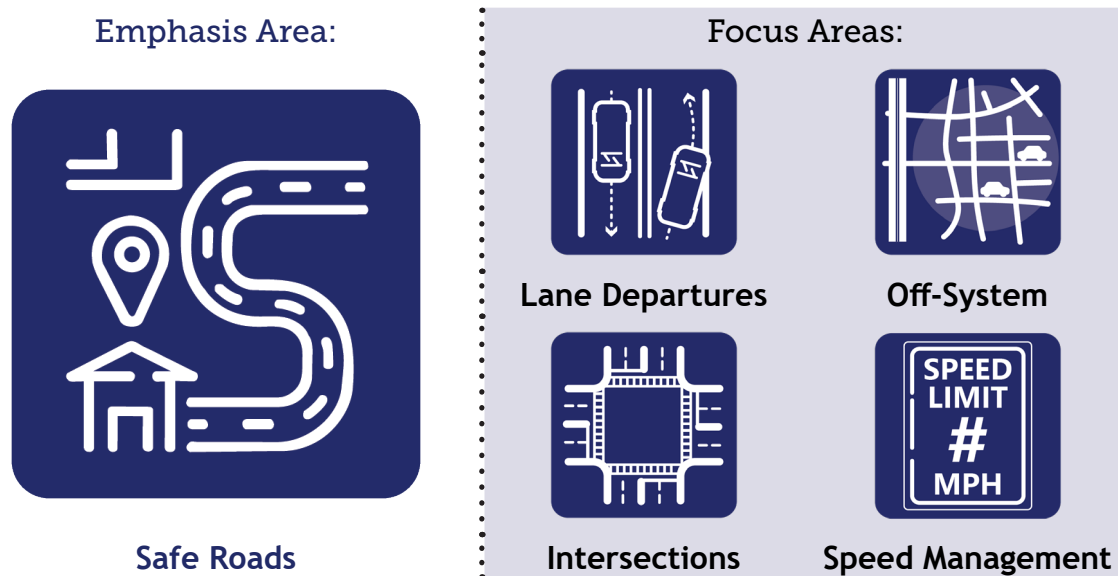 Emphasis Area:
Safe Roads
Focus Areas:
Lane Departures
Off-System
SPEED
LIMIT
#
MPH
Intersections
Speed Management